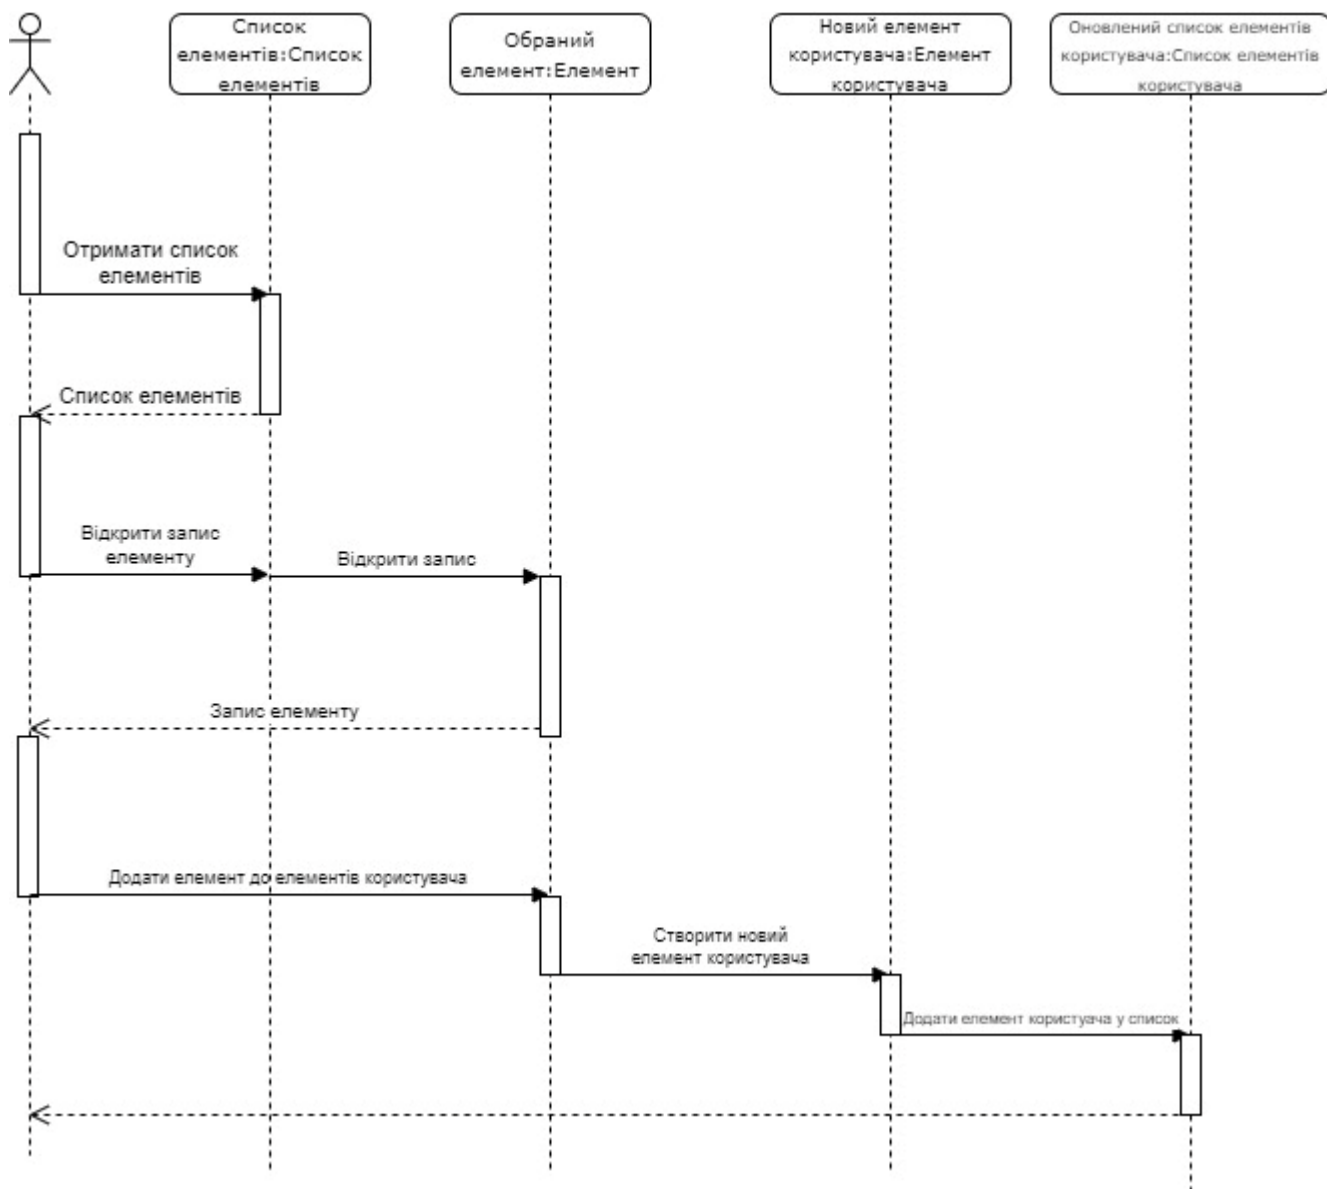 Список
елементів:Список
елементів
Обраний
елемент:Елемент
Новий елемент
користувача:Елемент
користувача
Оновлений список елементів
користувача:Список елементів
користувача
Отримати список
елементів
Список елементів
Відкрити запис
елементу
Відкрити запис
Запис елементу
Додати елемент до елементів користувача
Створити новий
елемент користувача
Додати елемент користуача у список